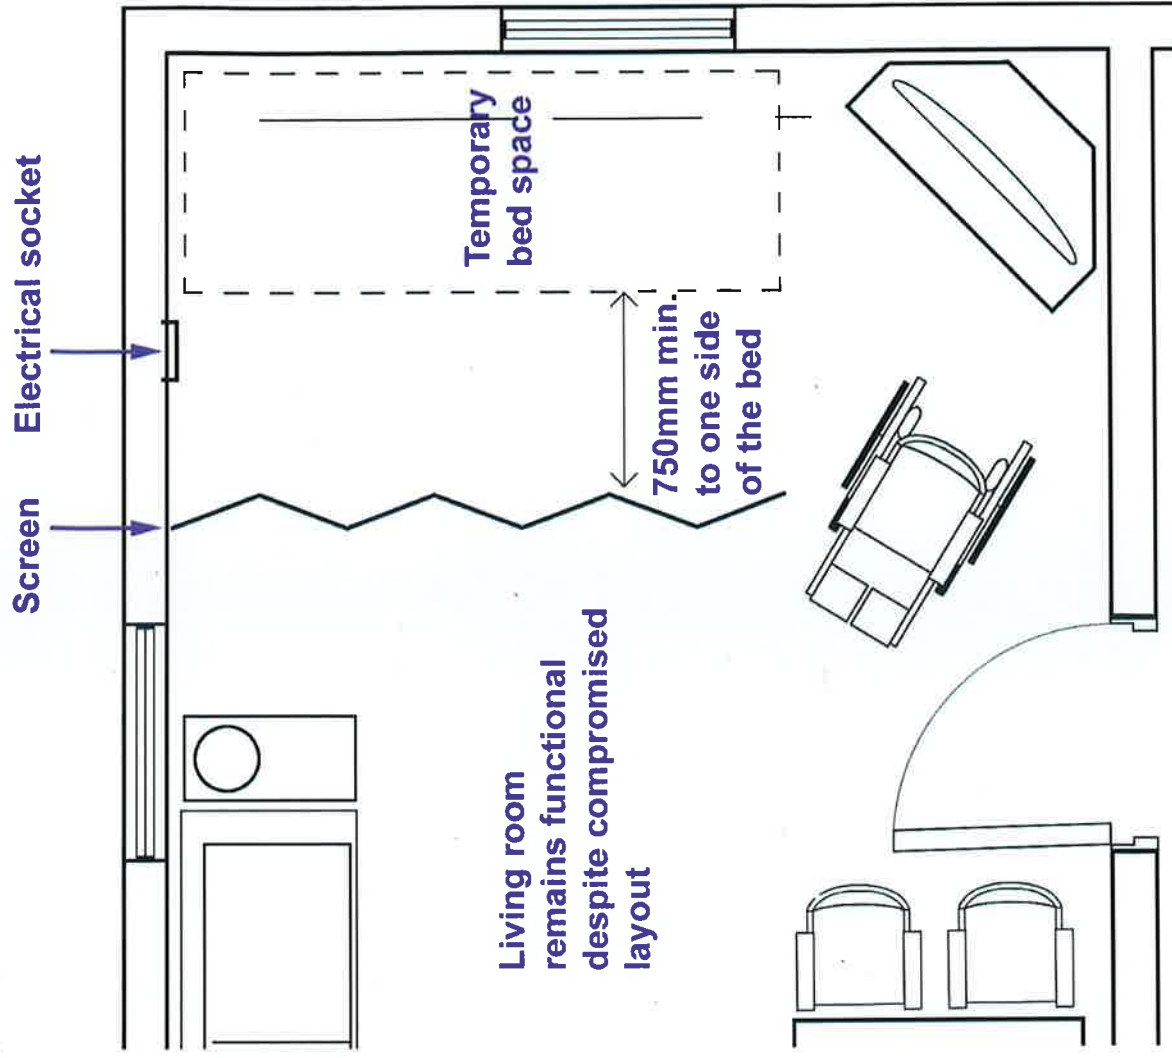 Screen
Electrical socket
Temporary
bed space
750mm min.
to one side
of the bed
Living room
remains functional
despite compromised
layout